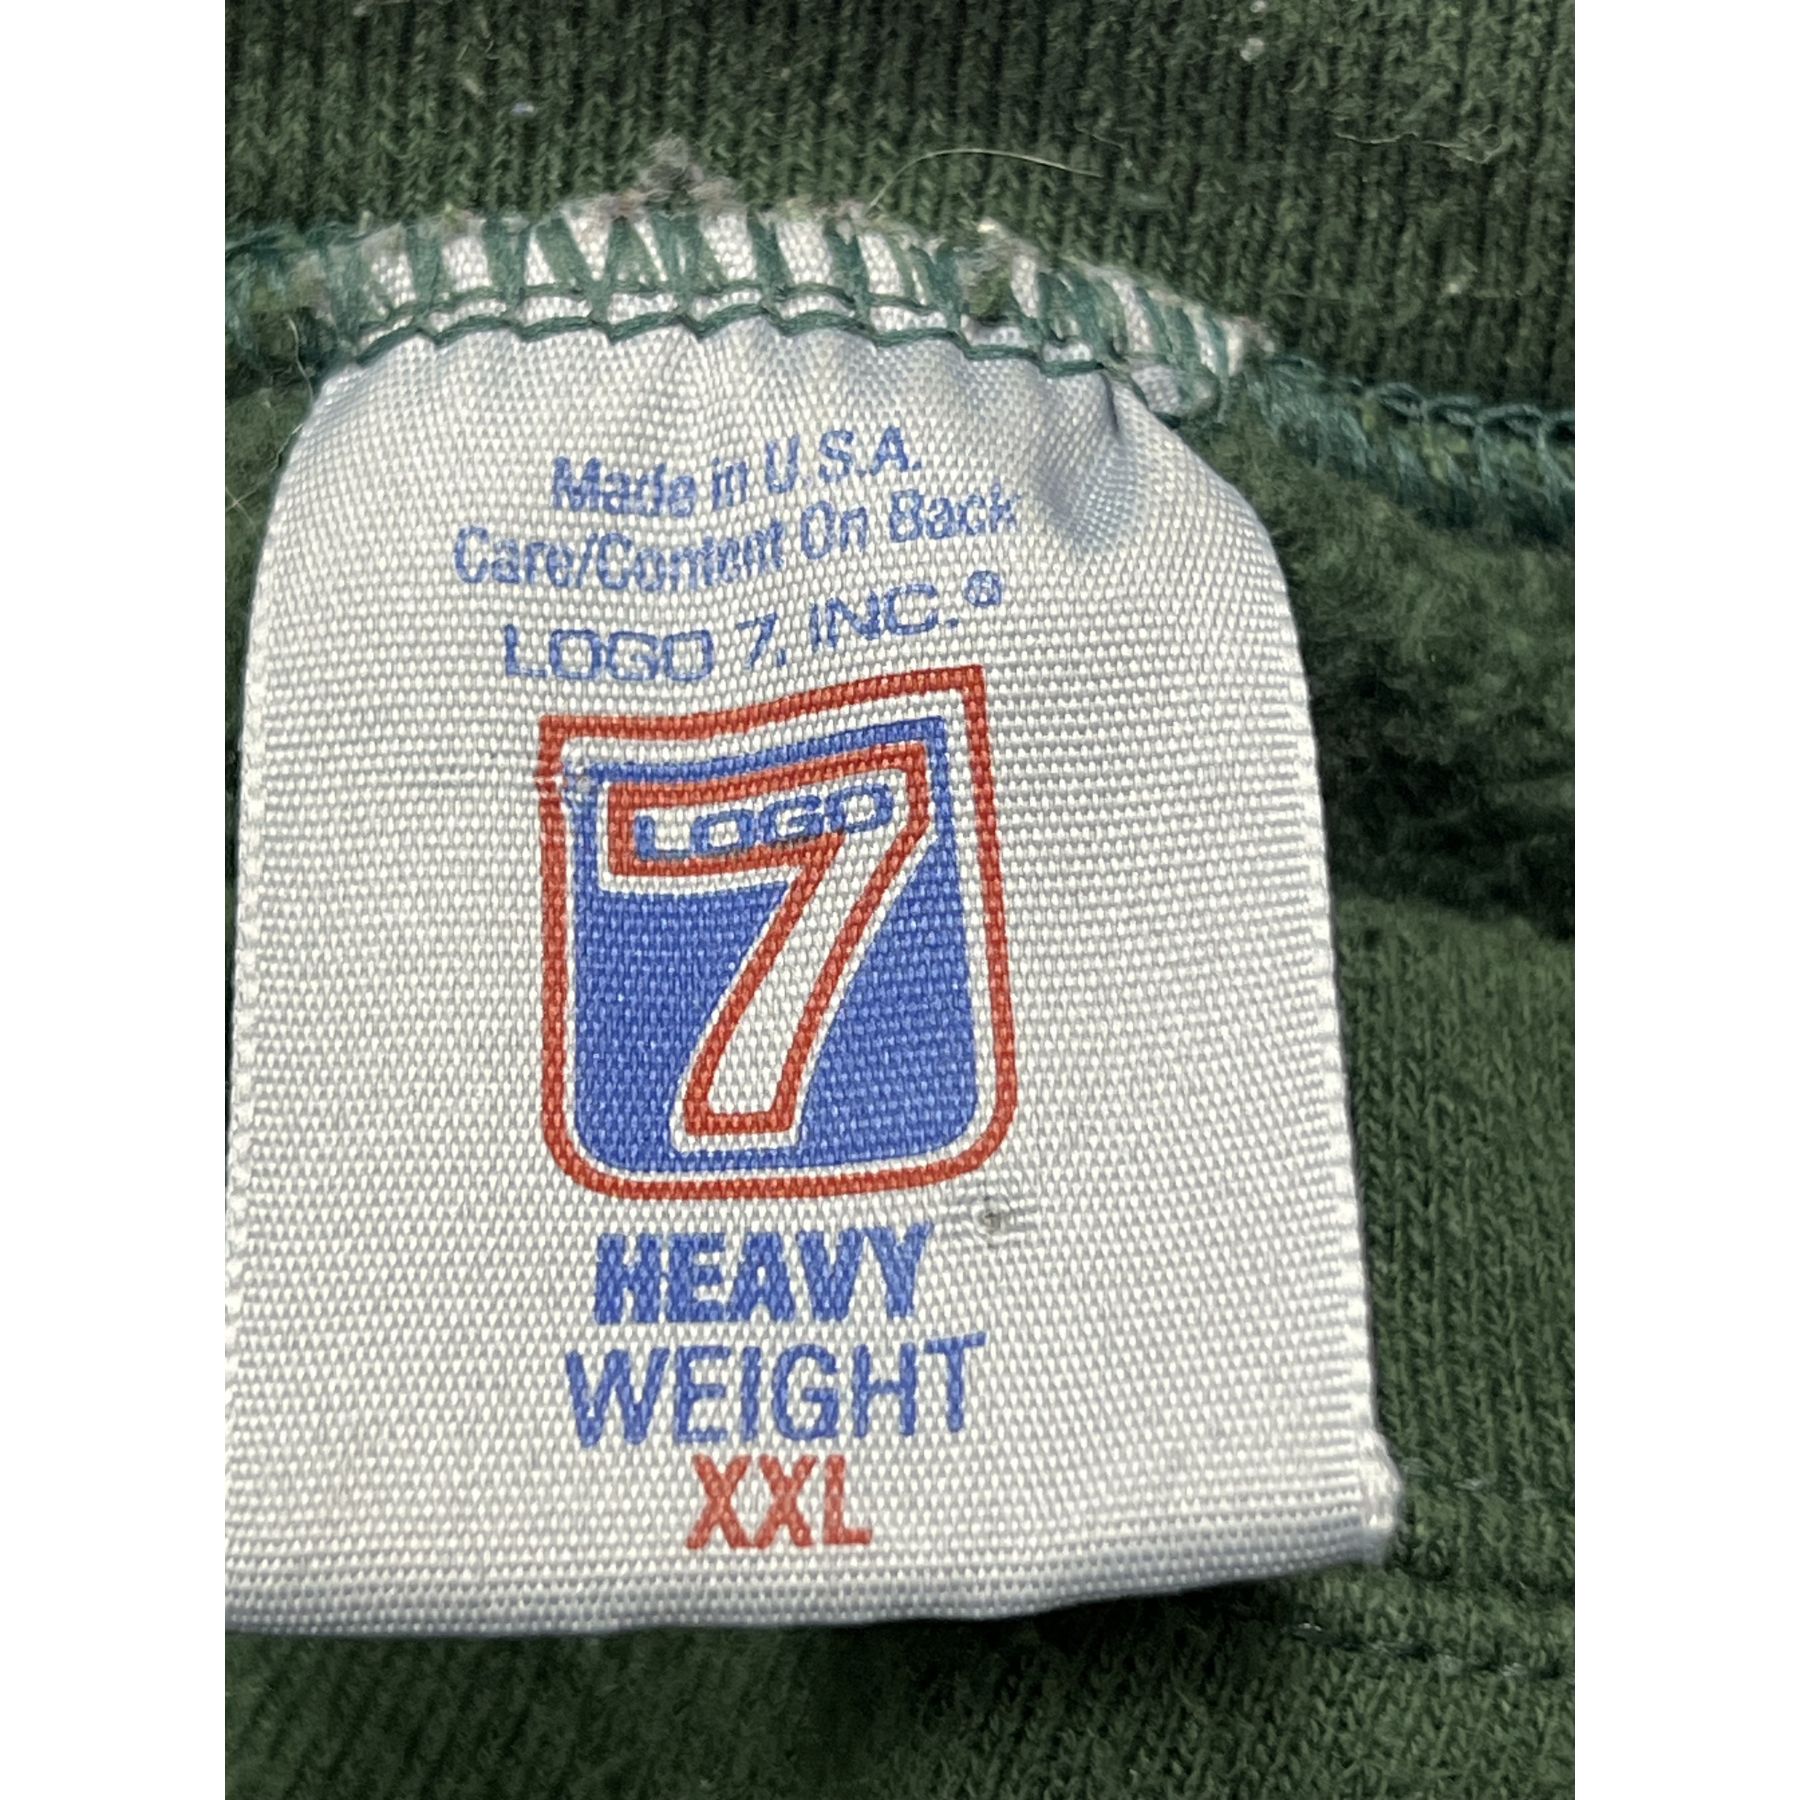 Made in U.S.A.
Care/Content On Back
LOGO 7, INC.®
LOGO
7
HEAVY
WEIGHT
XXL